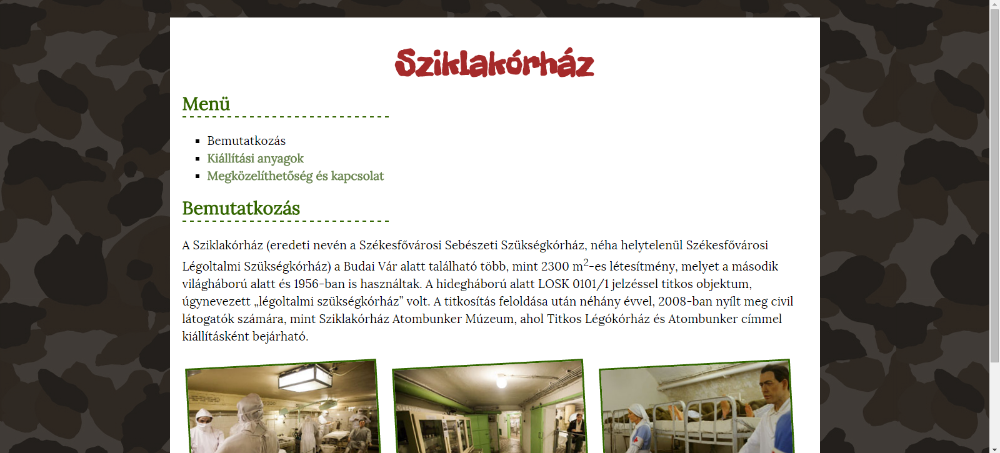 Sziklakórház
Menü
Bemutatkozás
Kiállítási anyagok
Megközelíthetőség és kapcsolat
Bemutatkozás
A Sziklakórház (eredeti nevén a Székesfővárosi Sebészeti Szükségkórház, néha helytelenül Székesfővárosi
Légoltalmi Szükségkórház) a Budai Vár alatt található több, mint 2300 m²-es létesítmény, melyet a második
világháború alatt és 1956-ban is használtak. A hidegháború alatt LOSK 0101/1 jelzéssel titkos objektum,
úgynevezett „légoltalmi szükségkórház” volt. A titkosítás feloldása után néhány évvel, 2008-ban nyílt meg civil
látogatók számára, mint Sziklakórház Atombunker Múzeum, ahol Titkos Légókórház és Atombunker címmel
kiállításként bejárható.